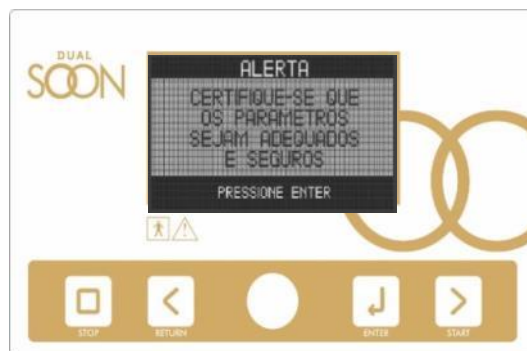 DUAL
SOON
ALERTA
CERTIFIQUE-SE QUE
OS PARAMETROS
SEJAM ADEQUADOS
E SEGUROS
PRESSIONE ENTER
STOP
RETURN
ENTER
START